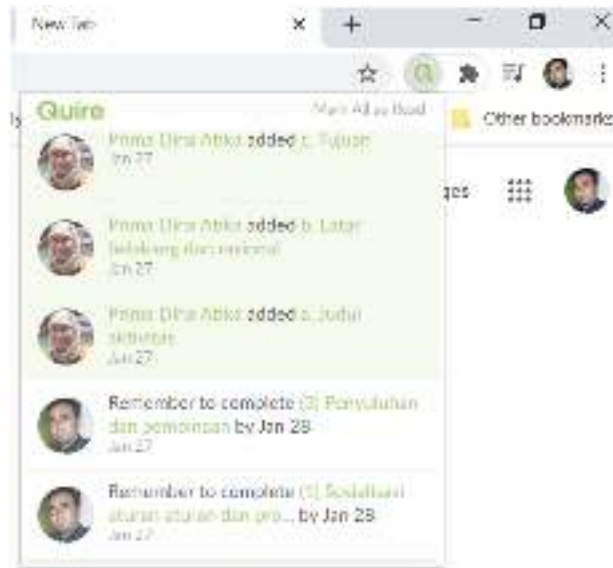 New Tab
Quire
Mark All as Read
Other bookmarks
Prima Dina Atika added c. Tujuan
Jan 27
ges
Prima Dina Atika added b. Latar
belakang dan rasional
Jan 27
Prima Dina Atika added a. Judul
aktivitas
Jan 27
Remember to complete (3) Penyuluhan
dan pembinaan by Jan 28
Jan 27
Remember to complete (1) Sosialisasi
aturan aturan dan pro... by Jan 28
Jan 27